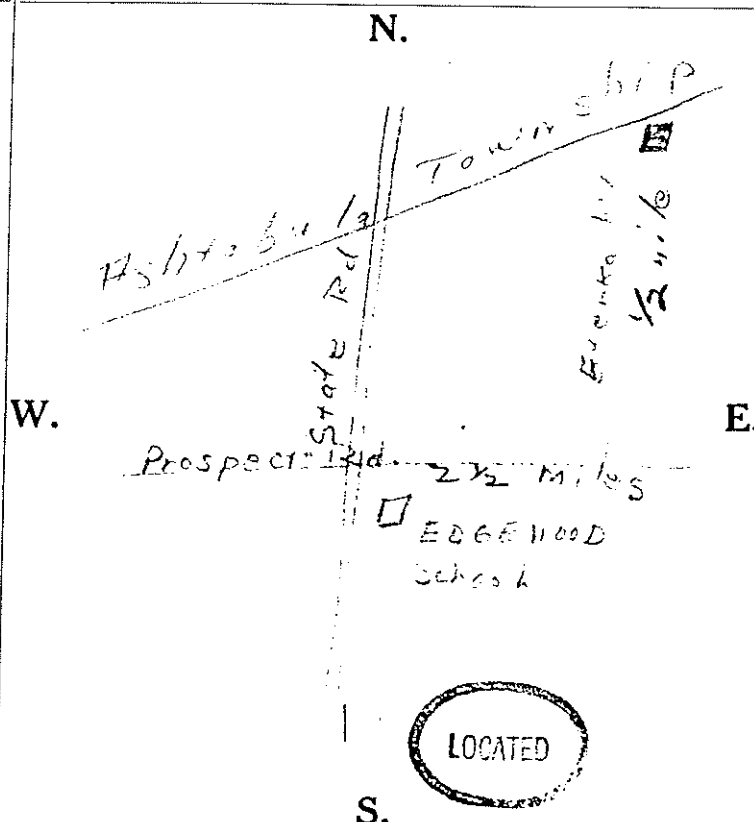 N.
Ashtabula Township
State Rd
1/2 mile
W.
E.
Prospect Rd. 2 1/2 Miles
EDGEWOOD
School
LOCATED
S.